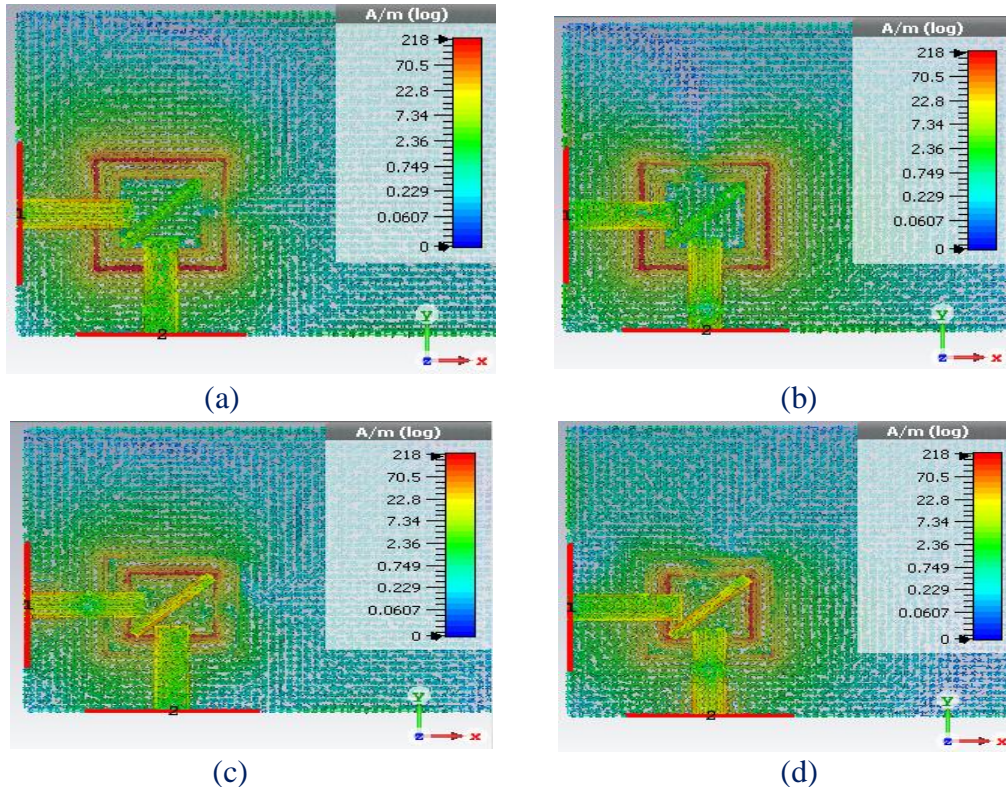 A/m (log)
218
70.5
22.8
7.34
2.36
0.749
0.229
0.0607
0
1
2
y
z
x
(a)
A/m (log)
218
70.5
22.8
7.34
2.36
0.749
0.229
0.0607
0
1
2
y
z
x
(b)
A/m (log)
218
70.5
22.8
7.34
2.36
0.749
0.229
0.0607
0
1
2
y
z
x
(c)
A/m (log)
218
70.5
22.8
7.34
2.36
0.749
0.229
0.0607
0
1
2
y
z
x
(d)